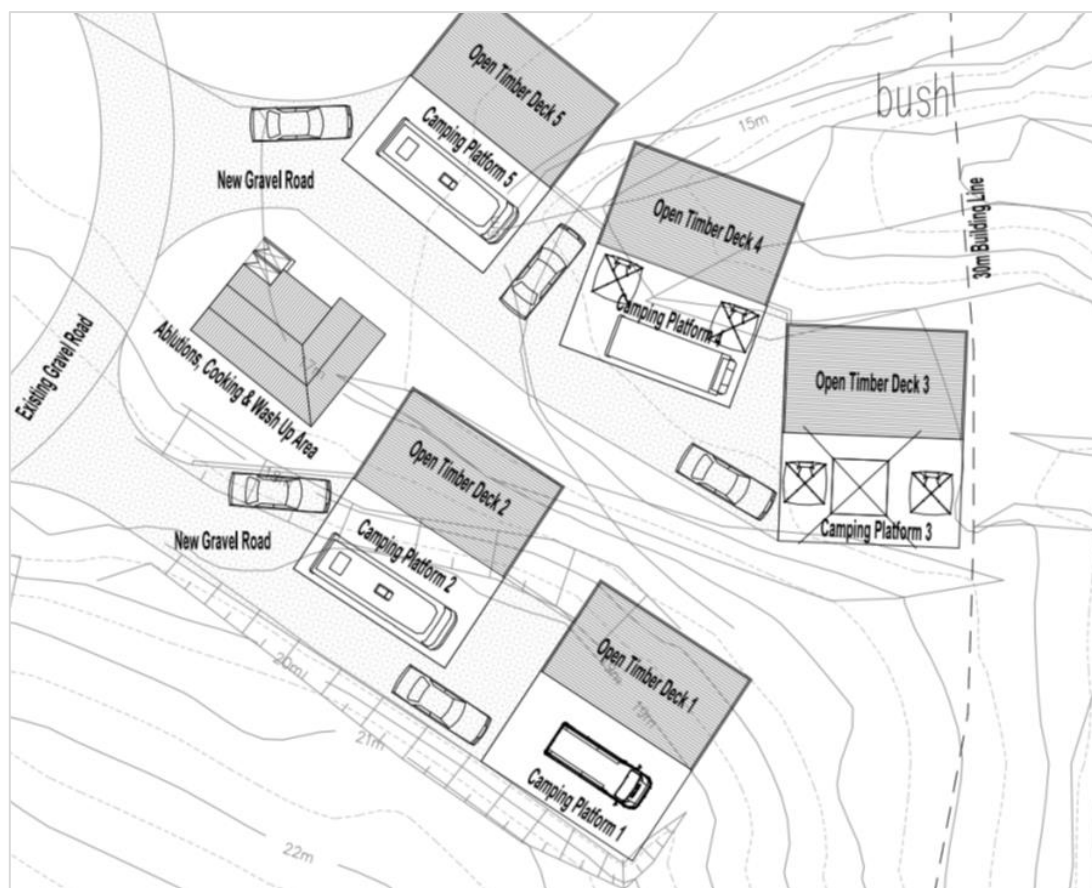 Open Timber Deck 5
bush
Camping Platform 5
15m
New Gravel Road
Open Timber Deck 4
30m Building Line
Camping Platform 4
Ablutions, Cooking & Wash Up Area
17m
Existing Gravel Road
Open Timber Deck 3
Open Timber Deck 2
Camping Platform 3
New Gravel Road
Camping Platform 2
Open Timber Deck 1
20m
19m
21m
Camping Platform 1
22m